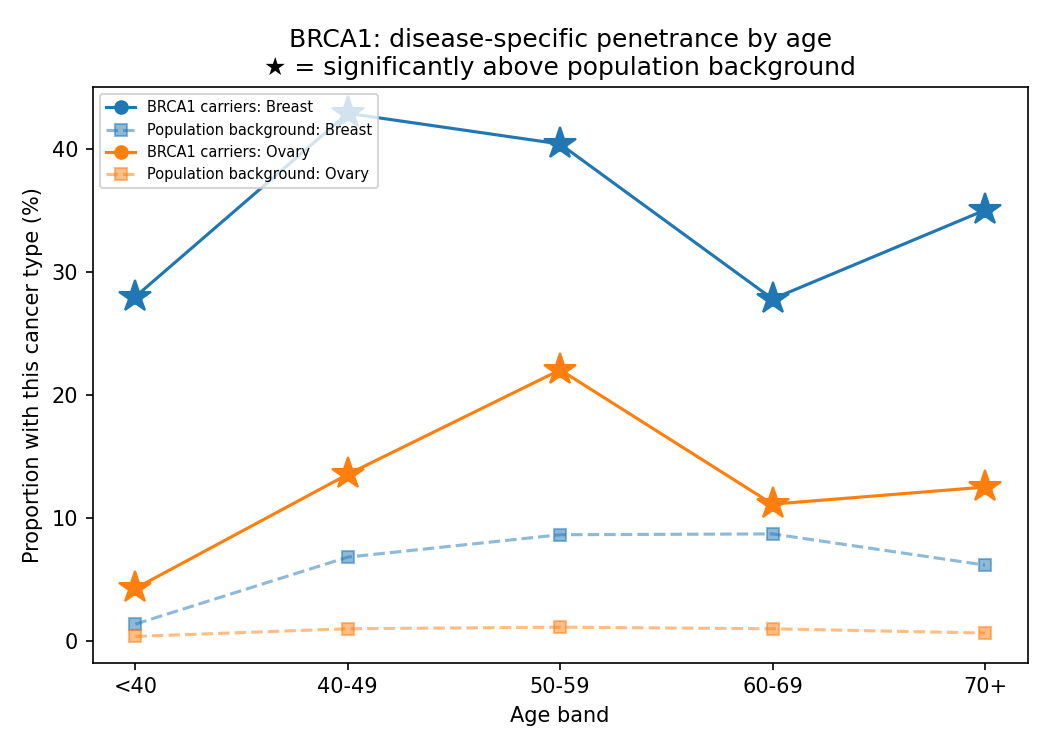 BRCA1: disease-specific penetrance by age
★ = significantly above population background
BRCA1 carriers: Breast
Population background: Breast
BRCA1 carriers: Ovary
Population background: Ovary
Proportion with this cancer type (%)
40
30
20
10
0
<40
40-49
50-59
60-69
70+
Age band